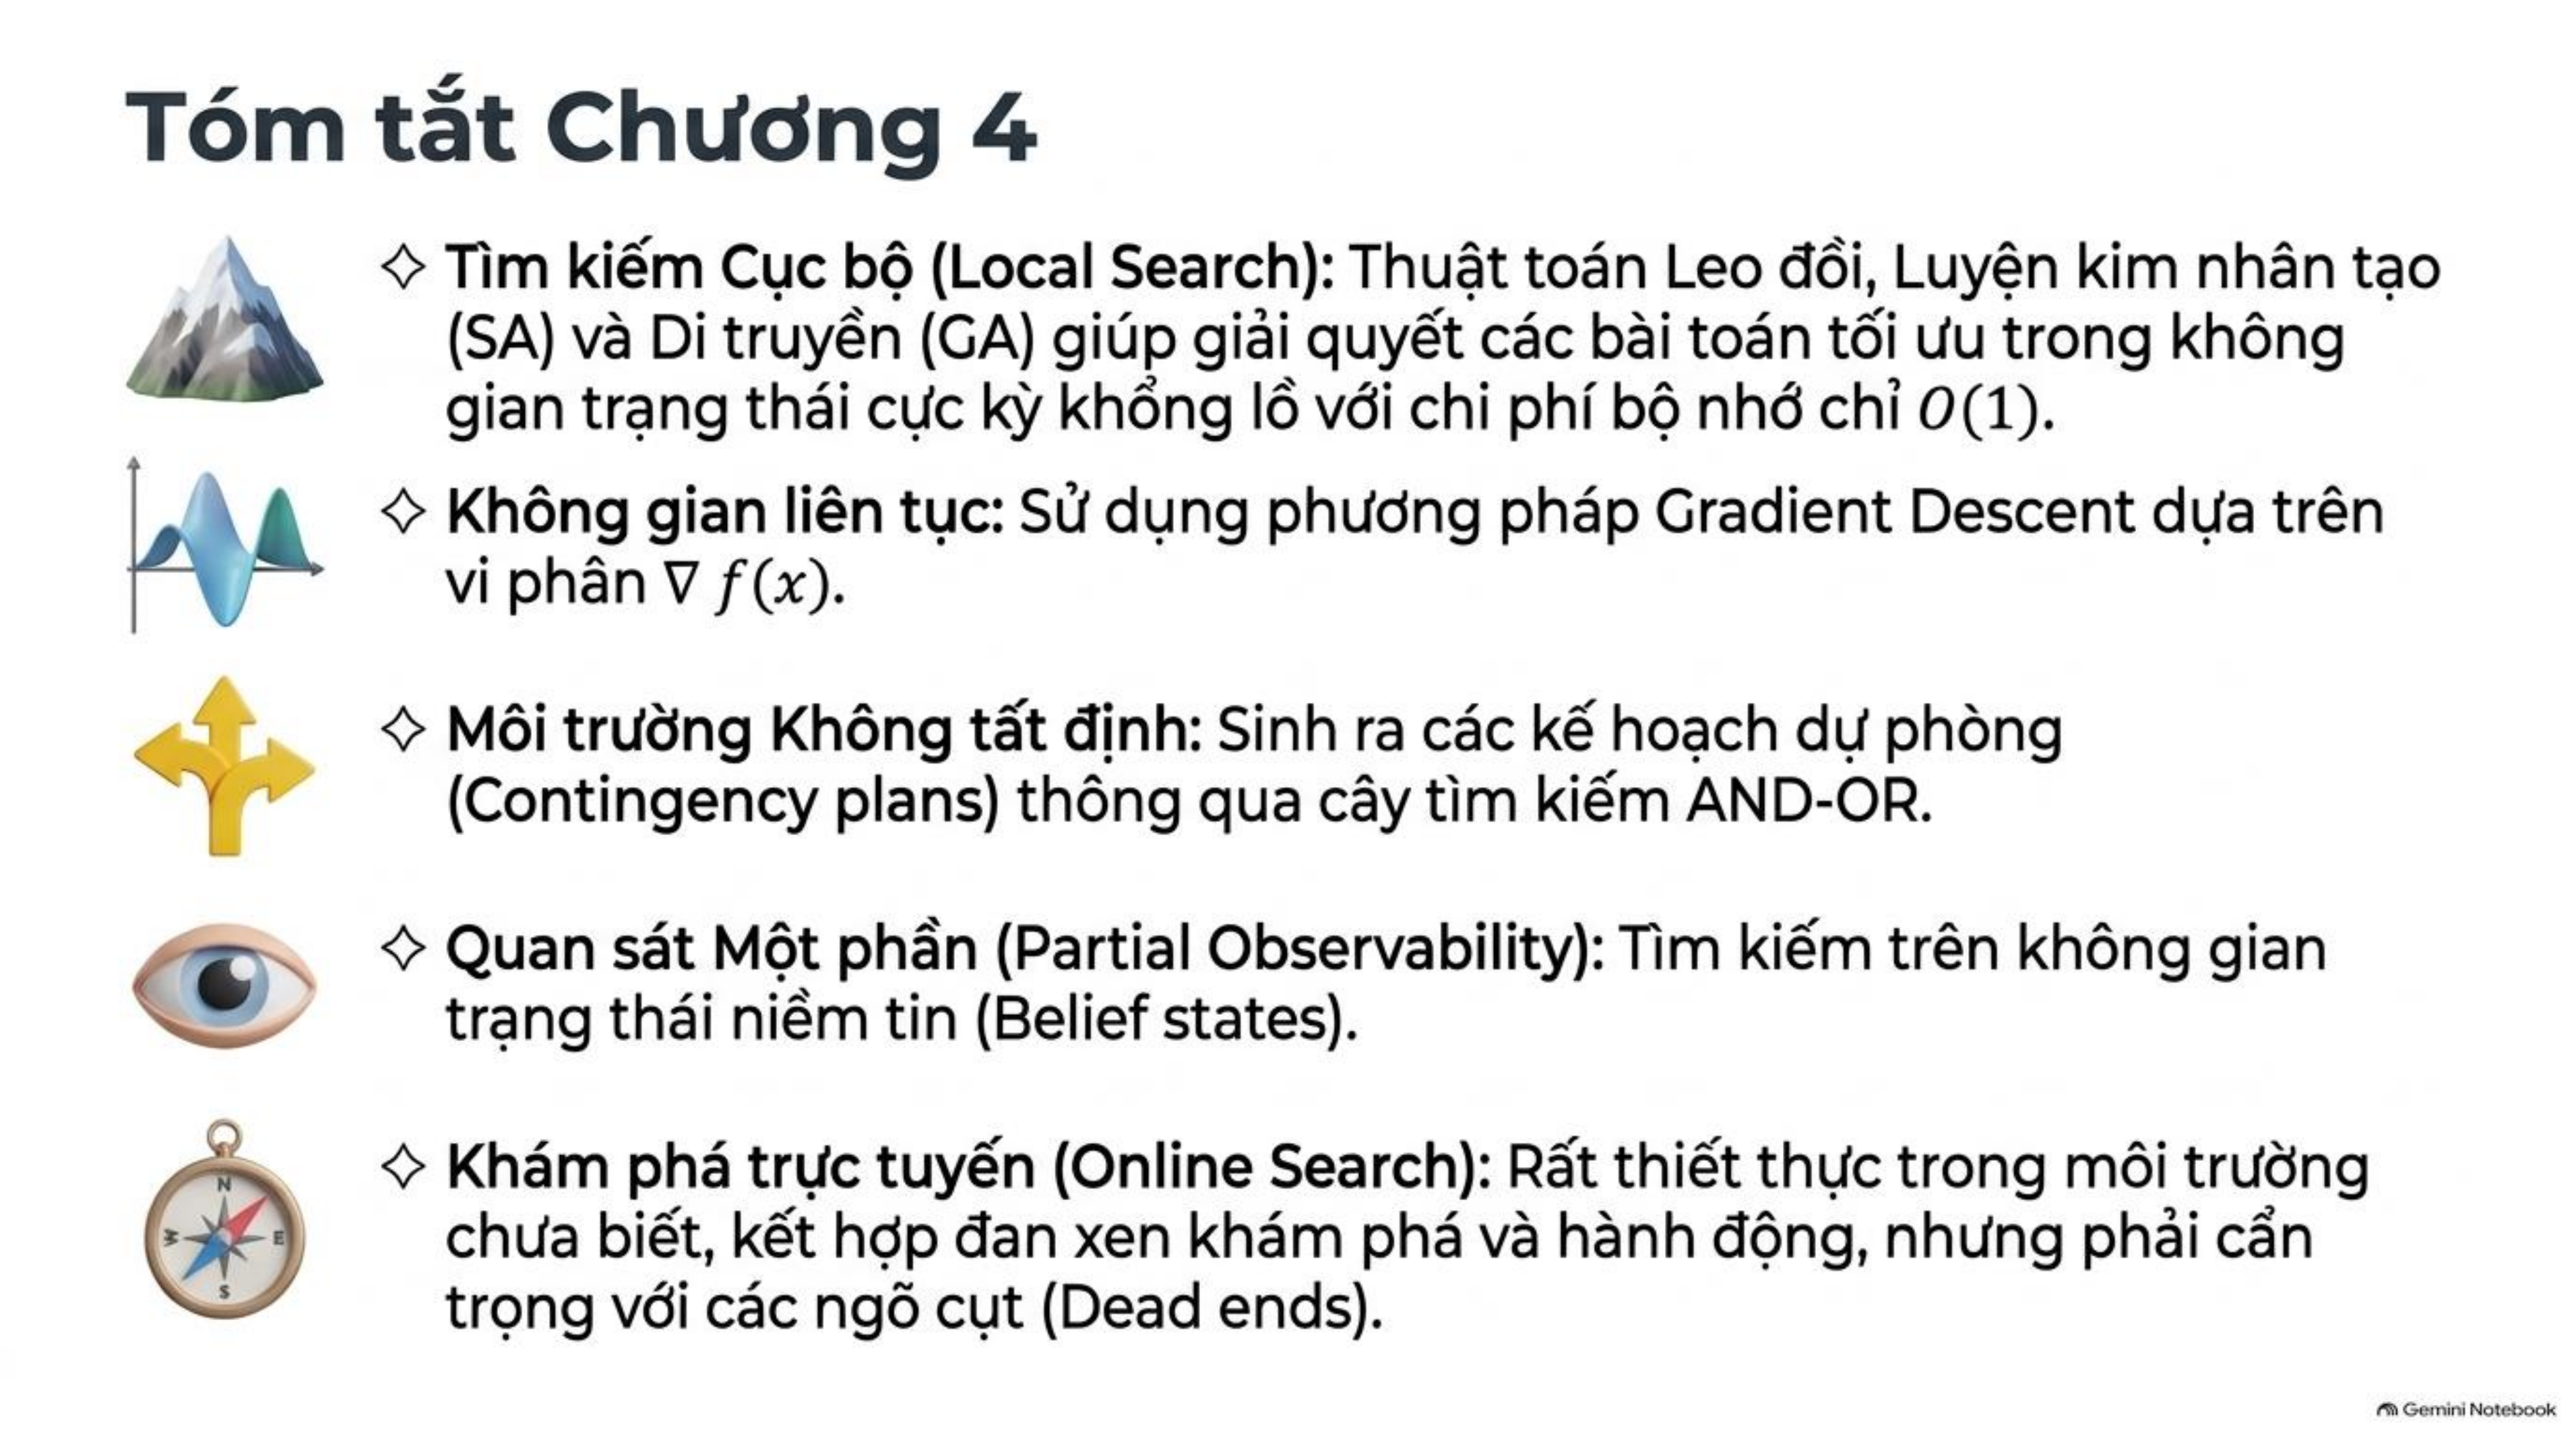 Tóm tắt Chương 4
✧ Tìm kiếm Cục bộ (Local Search): Thuật toán Leo đồi, Luyện kim nhân tạo
(SA) và Di truyền (GA) giúp giải quyết các bài toán tối ưu trong không
gian trạng thái cực kỳ khổng lồ với chi phí bộ nhớ chỉ O(1).
✧ Không gian liên tục: Sử dụng phương pháp Gradient Descent dựa trên
vi phân ∇ f(x).
✧ Môi trường Không tất định: Sinh ra các kế hoạch dự phòng
(Contingency plans) thông qua cây tìm kiếm AND-OR.
✧ Quan sát Một phần (Partial Observability): Tìm kiếm trên không gian
trạng thái niềm tin (Belief states).
N
E
S
W
✧ Khám phá trực tuyến (Online Search): Rất thiết thực trong môi trường
chưa biết, kết hợp đan xen khám phá và hành động, nhưng phải cẩn
trọng với các ngõ cụt (Dead ends).
Gemini Notebook